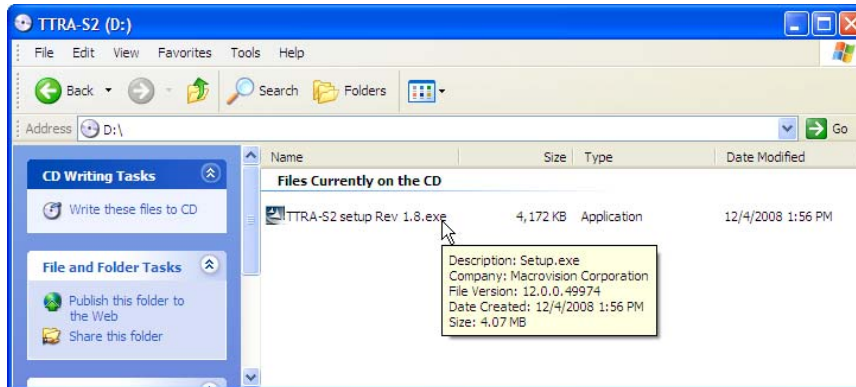 TTRA-S2 (D:)
File Edit View Favorites Tools Help
Back Search Folders
Address D:\ Go
Name Size Type Date Modified
CD Writing Tasks
Files Currently on the CD
Write these files to CD
TTRA-S2 setup Rev 1.8.exe 4,172 KB Application 12/4/2008 1:56 PM
Description: Setup.exe
Company: Macrovision Corporation
File Version: 12.0.0.49974
Date Created: 12/4/2008 1:56 PM
Size: 4.07 MB
File and Folder Tasks
Publish this folder to
the Web
Share this folder